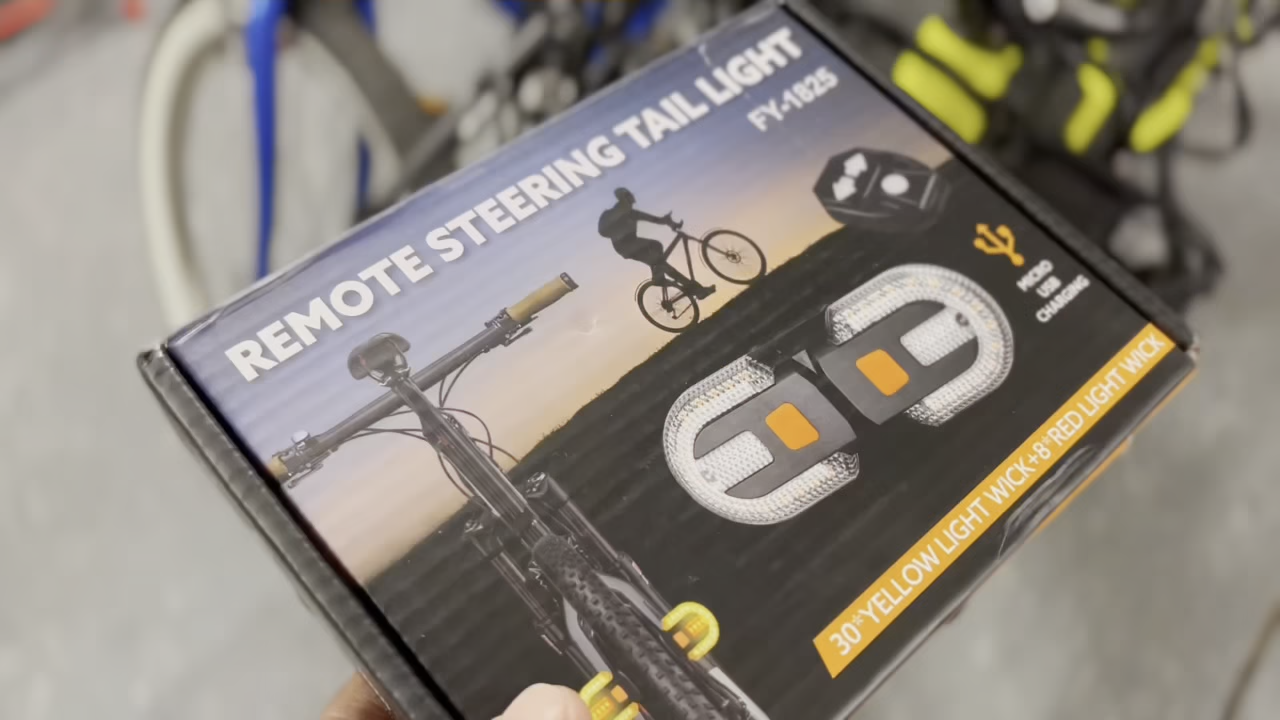 REMOTE STEERING TAIL LIGHT
FY-1825
MICRO
USB
CHARGING
30*YELLOW LIGHT WICK+8*RED LIGHT WICK